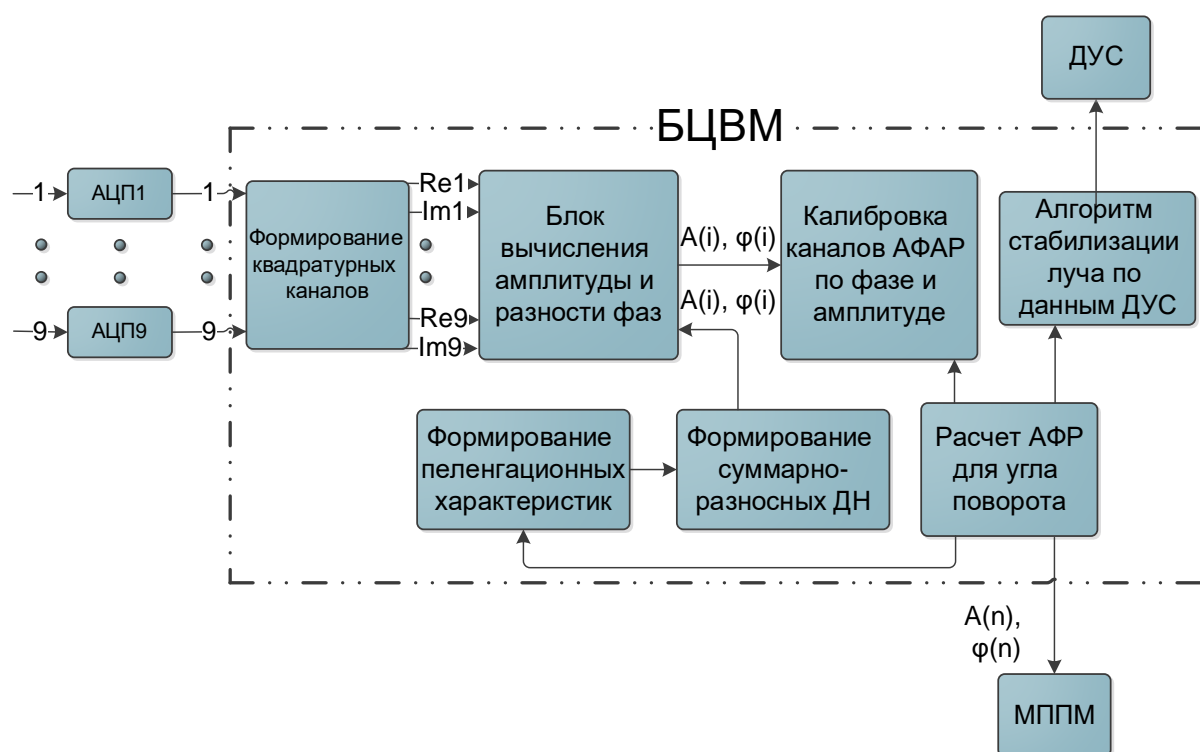 ДУС
БЦВМ
1
АЦП1
1
Re1
Im1
Формирование
квадратурных
каналов
Блок
вычисления
амплитуды и
разности фаз
A(i), φ(i)
A(i), φ(i)
Калибровка
каналов АФАР
по фазе и
амплитуде
Алгоритм
стабилизации
луча по
данным ДУС
9
АЦП9
9
Re9
Im9
Формирование
пеленгационных
характеристик
Формирование
суммарно-
разносных ДН
Расчет АФР
для угла
поворота
A(n),
φ(n)
МППМ